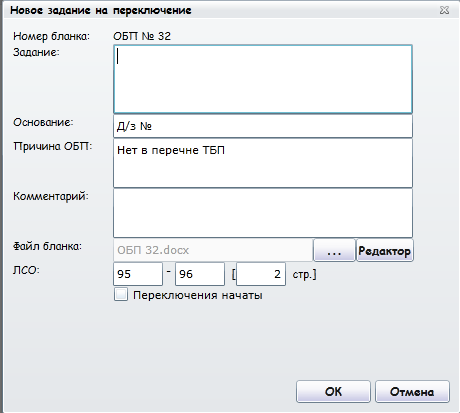 Новое задание на переключение
Номер бланка: ОБП № 32
Задание:
Основание: Д/з №
Причина ОБП: Нет в перечне ТБП
Комментарий:
Файл бланка: ОБП 32.docx ... Редактор
ЛСО: 95 - 96 [ 2 стр.]
Переключения начаты
ОК Отмена